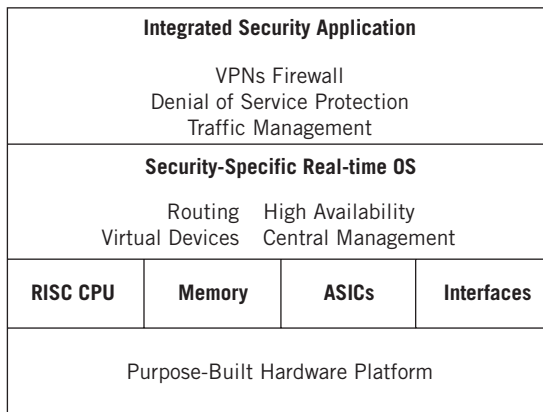 Integrated Security Application
VPNs Firewall
Denial of Service Protection
Traffic Management
Security-Specific Real-time OS
Routing High Availability
Virtual Devices Central Management
RISC CPU Memory ASICs Interfaces
Purpose-Built Hardware Platform